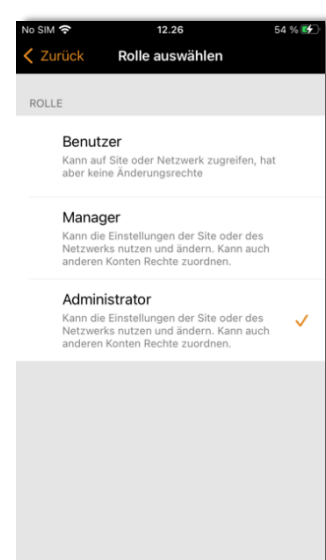 No SIM 12.26 54 %
Zurück Rolle auswählen
ROLLE
Benutzer
Kann auf Site oder Netzwerk zugreifen, hat
aber keine Änderungsrechte
Manager
Kann die Einstellungen der Site oder des
Netzwerks nutzen und ändern. Kann auch
anderen Konten Rechte zuordnen.
Administrator
Kann die Einstellungen der Site oder des
Netzwerks nutzen und ändern. Kann auch
anderen Konten Rechte zuordnen.